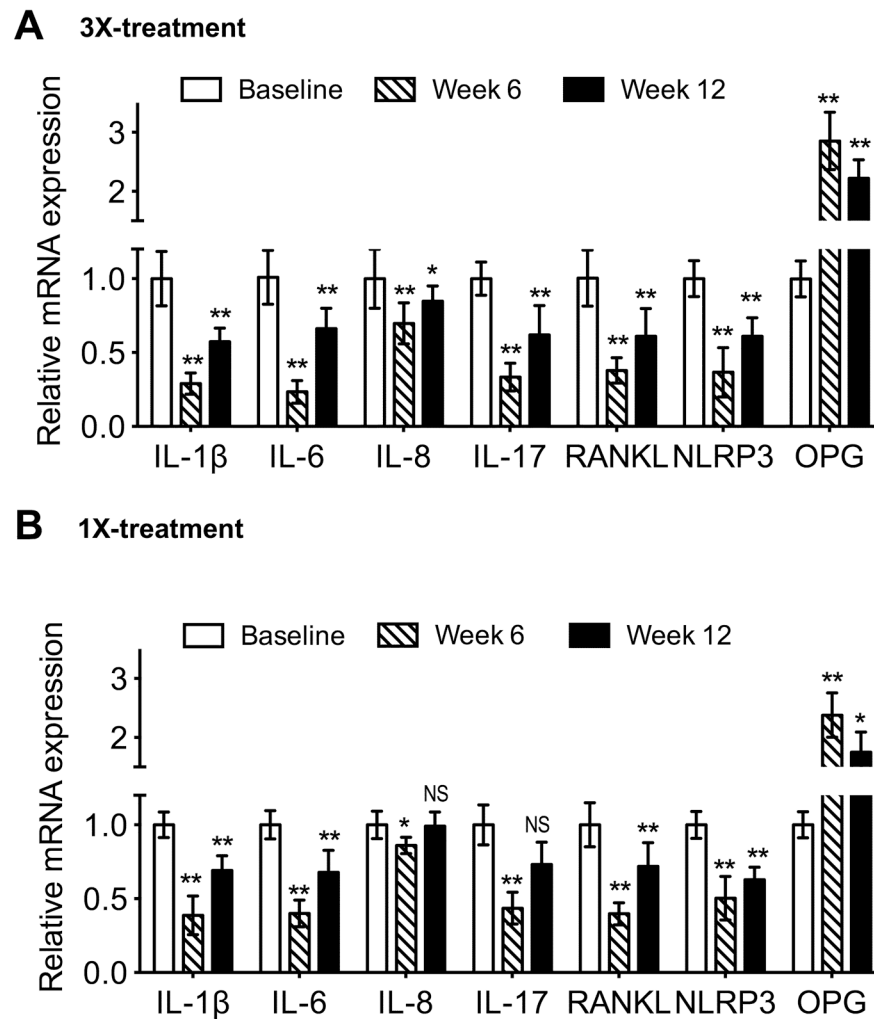 A 3X-treatment
Baseline Week 6 Week 12
Relative mRNA expression
3
2
1.0
0.5
0.0
** ** ** ** ** * ** ** ** ** ** ** ** **
IL-1β IL-6 IL-8 IL-17 RANKL NLRP3 OPG
B 1X-treatment
Baseline Week 6 Week 12
Relative mRNA expression
3
2
1.0
0.5
0.0
** ** ** ** * NS ** NS ** ** ** ** ** *
IL-1β IL-6 IL-8 IL-17 RANKL NLRP3 OPG